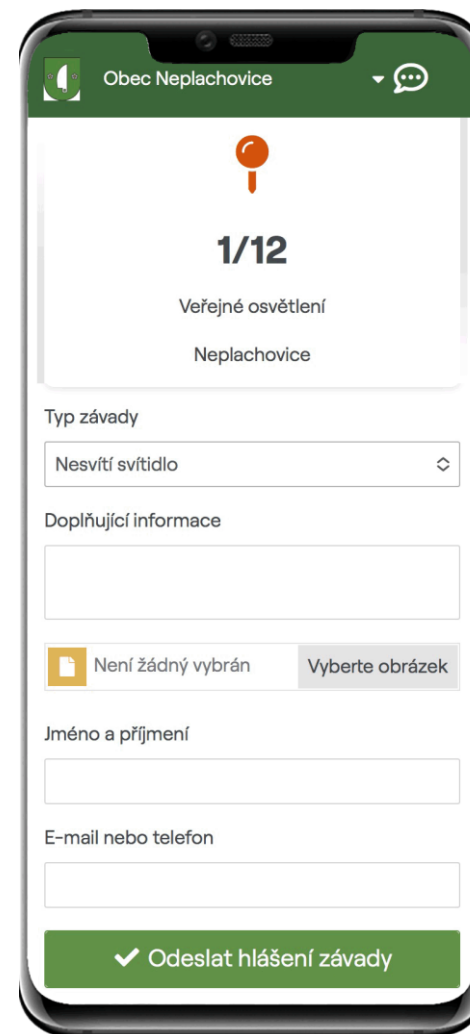 Obec Neplachovice
1/12
Veřejné osvětlení
Neplachovice
Typ závady
Nesvítí svítidlo
Doplňující informace
Není žádný vybrán Vyberte obrázek
Jméno a příjmení
E-mail nebo telefon
Odeslat hlášení závady